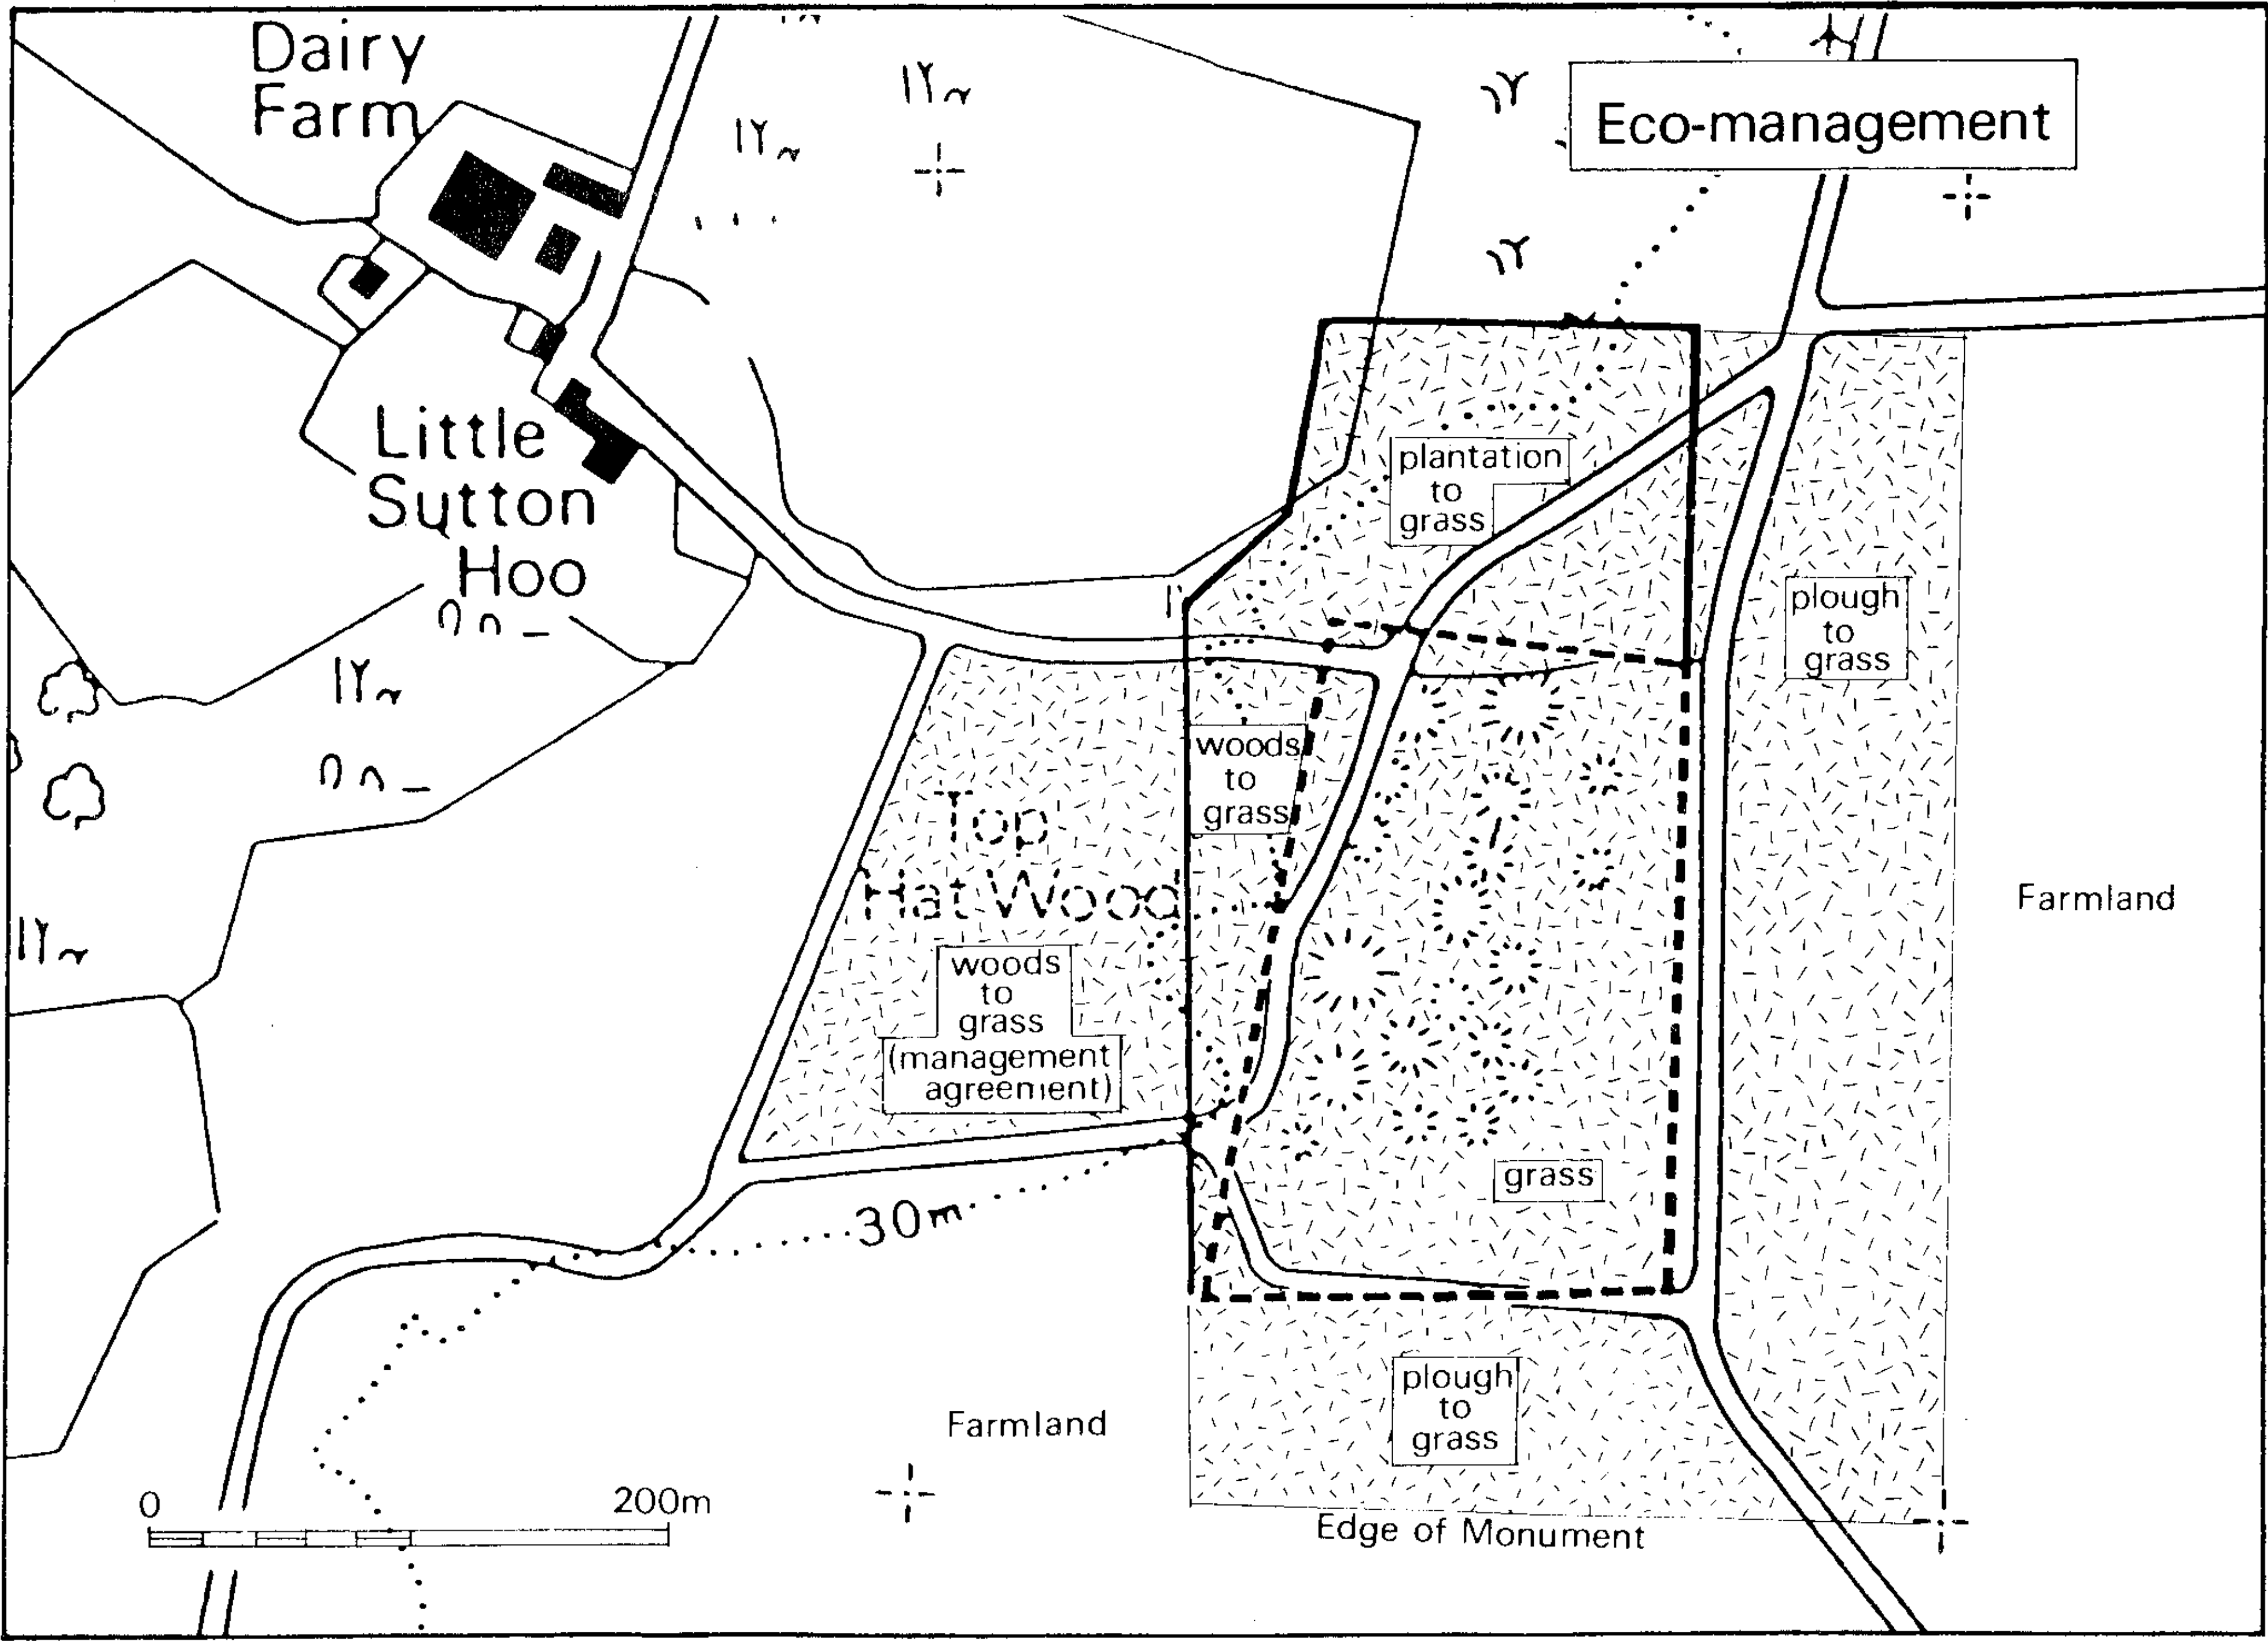 Dairy
Farm
Eco-management
Little
Sutton
Hoo
plantation
to
grass
plough
to
grass
woods
to
grass
Top
Hat Wood
Farmland
woods
to
grass
(management
agreement)
grass
30m
plough
to
grass
Farmland
0
200m
Edge of Monument